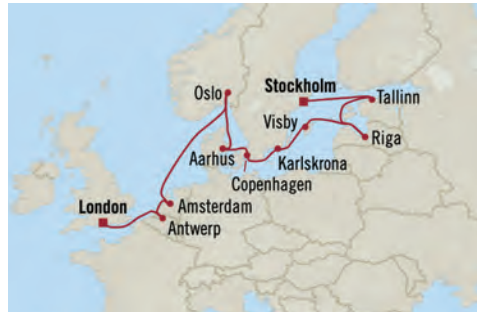 Oslo
Stockholm
Tallinn
Visby
Riga
Aarhus
Karlskrona
Copenhagen
London
Amsterdam
Antwerp